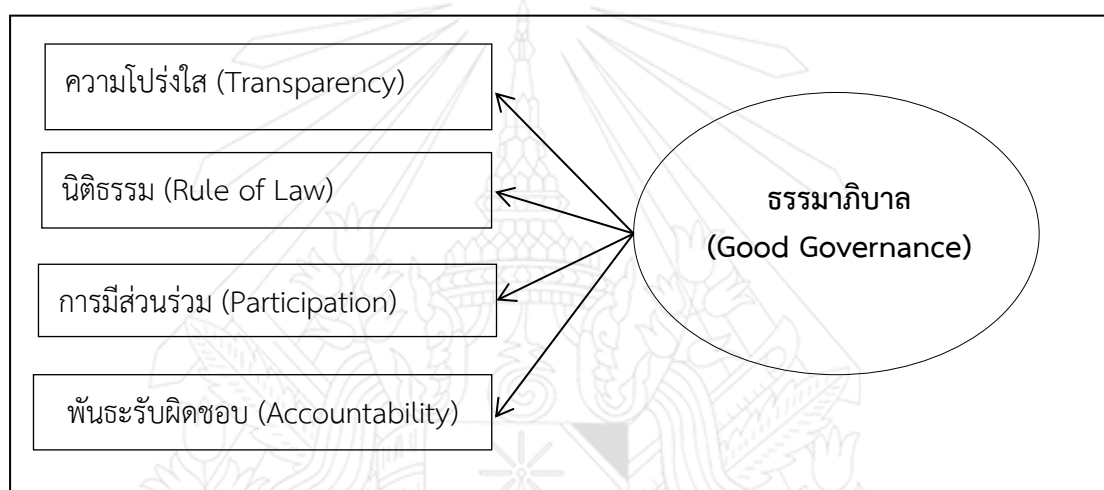 ความโปร่งใส (Transparency)
นิติธรรม (Rule of Law)
การมีส่วนร่วม (Participation)
พันธะรับผิดชอบ (Accountability)
ธรรมาภิบาล
(Good Governance)